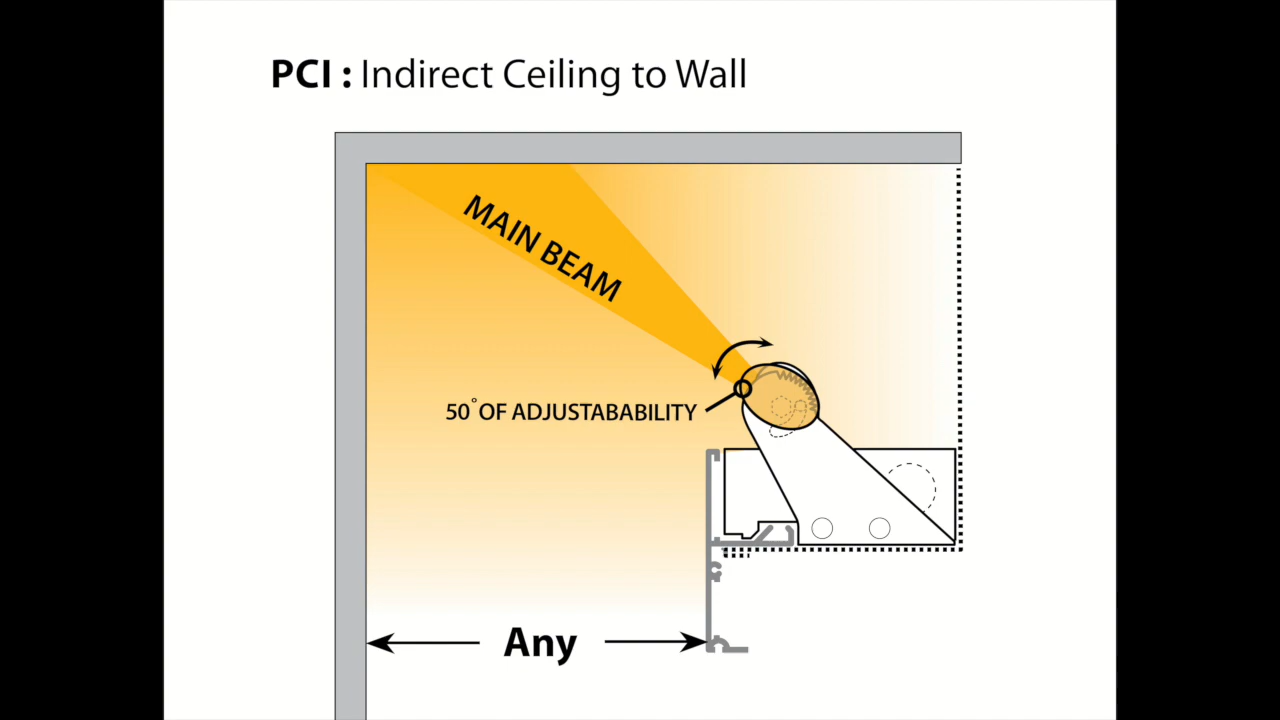 PCI : Indirect Ceiling to Wall
MAIN BEAM
50° OF ADJUSTABABILITY
Any